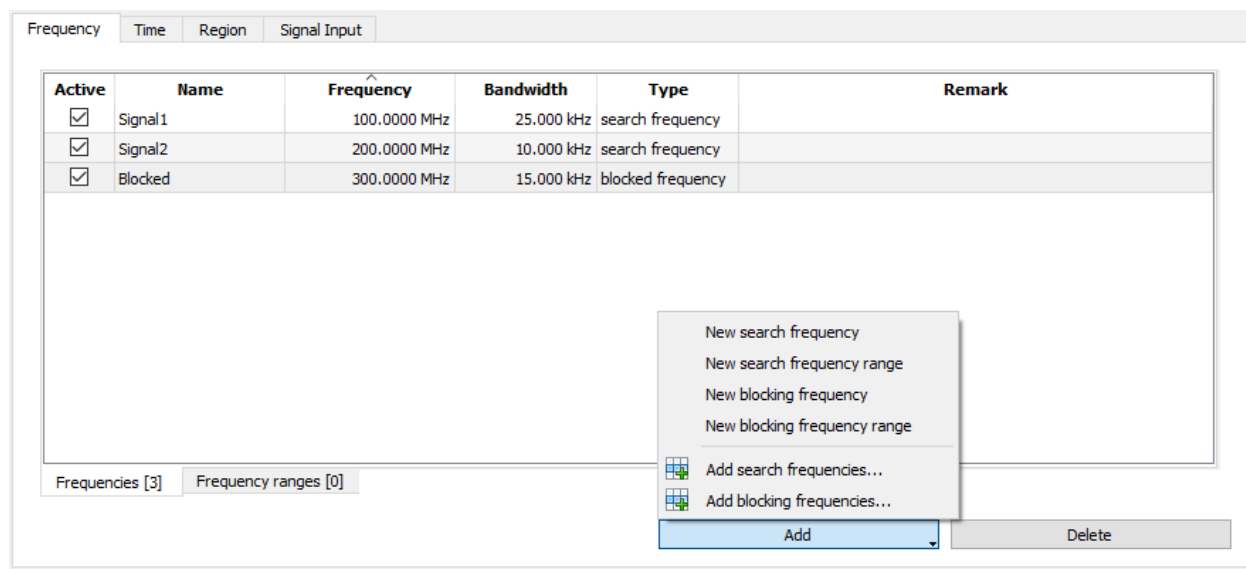 Frequency Time Region Signal Input
Active Name Frequency Bandwidth Type Remark
Signal1 100.0000 MHz 25.000 kHz search frequency
Signal2 200.0000 MHz 10.000 kHz search frequency
Blocked 300.0000 MHz 15.000 kHz blocked frequency
New search frequency
New search frequency range
New blocking frequency
New blocking frequency range
Add search frequencies...
Add blocking frequencies...
Frequencies [3] Frequency ranges [0]
Add Delete